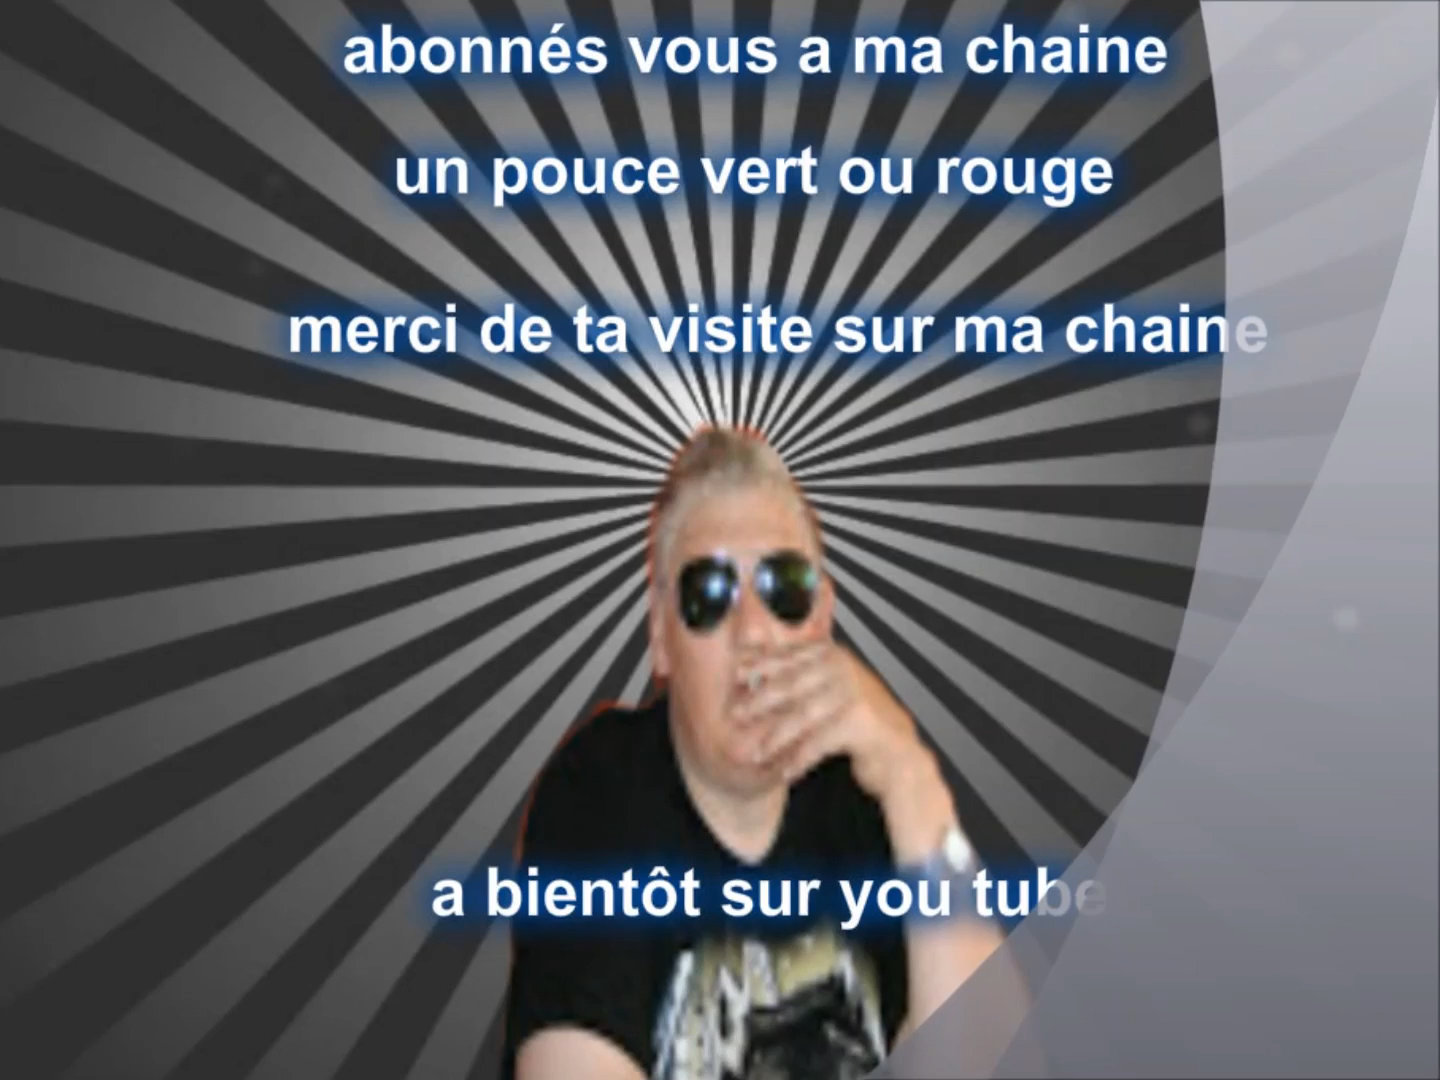 abonnés vous a ma chaine
un pouce vert ou rouge
merci de ta visite sur ma chaine
a bientôt sur you tube